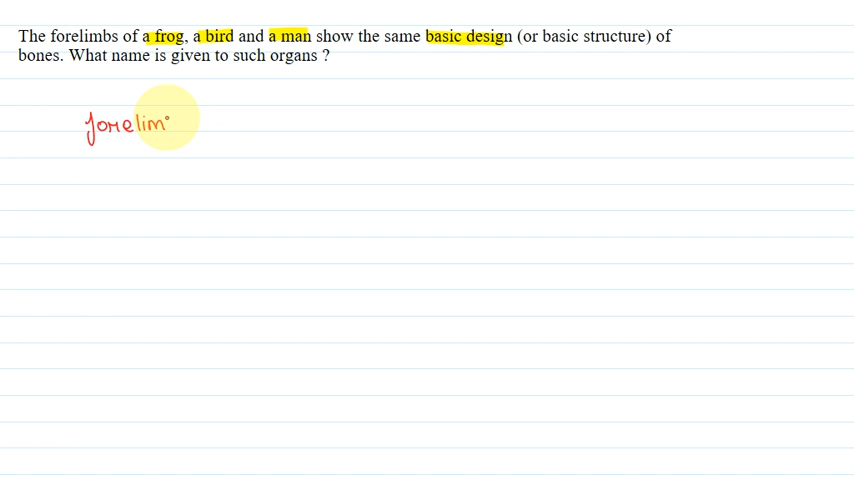 The forelimbs of a frog, a bird and a man show the same basic design (or basic structure) of
bones. What name is given to such organs ?
forelim